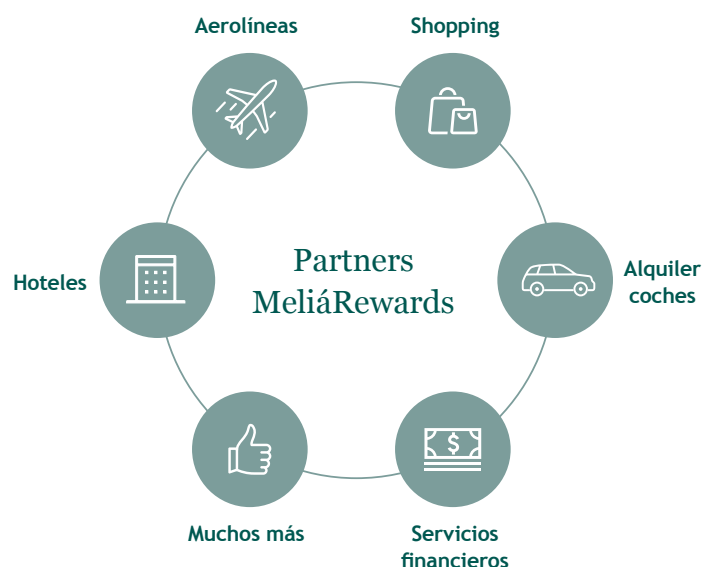 Aerolíneas
Shopping
Hoteles
Partners
MeliáRewards
Alquiler
coches
$
Muchos más
Servicios
financieros